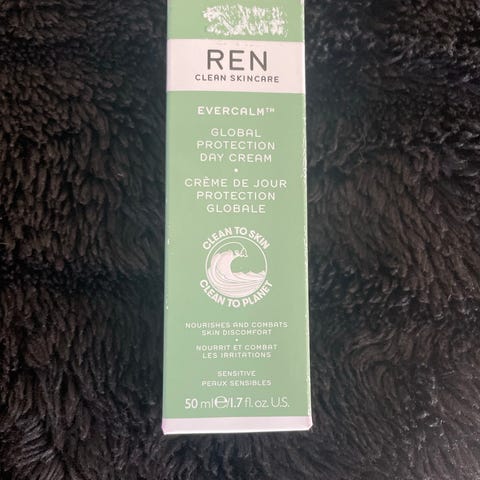 REN
CLEAN SKINCARE
EVERCALM™
GLOBAL
PROTECTION
DAY CREAM
•
CRÈME DE JOUR
PROTECTION
GLOBALE
CLEAN TO SKIN
CLEAN TO PLANET
NOURISHES AND COMBATS
SKIN DISCOMFORT
•
NOURRIT ET COMBAT
LES IRRITATIONS
SENSITIVE
PEAUX SENSIBLES
50 ml℮/1.7 fl. oz. U.S.